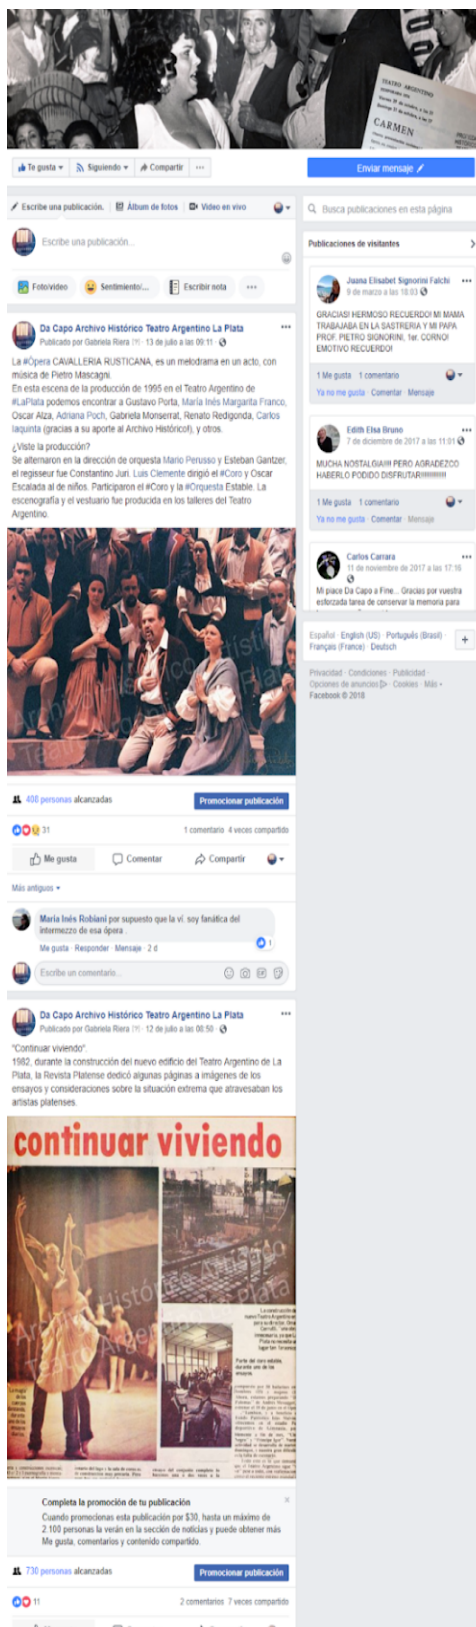 TEATRO ARGENTINO
CARMEN
Te gusta
Siguiendo
Compartir
Enviar mensaje
Escribe una publicación.
Álbum de fotos
Video en vivo
Escribe una publicación...
Foto/video
Sentimiento/...
Escribir nota
Da Capo Archivo Histórico Teatro Argentino La Plata
Publicado por Gabriela Riera [?] · 13 de julio a las 09:11 ·
La #Ópera CAVALLERIA RUSTICANA, es un melodrama en un acto, con
música de Pietro Mascagni.
En esta escena de la producción de 1995 en el Teatro Argentino de
#LaPlata podemos encontrar a Gustavo Porta, María Inés Margarita Franco,
Oscar Alza, Adriana Poch, Gabriela Monserrat, Renato Redigonda, Carlos
Iaquinta (gracias a su aporte al Archivo Histórico!), y otros.
¿Viste la producción?
Se alternaron en la dirección de orquesta Mario Perusso y Esteban Gantzer,
el regisseur fue Constantino Juri. Luis Clemente dirigió el #Coro y Oscar
Escalada al de niños. Participaron el #Coro y la #Orquesta Estable. La
escenografía y el vestuario fue producida en los talleres del Teatro
Argentino.
408 personas alcanzadas
Promocionar publicación
31
1 comentario 4 veces compartido
Me gusta
Comentar
Compartir
Más antiguos
Maria Inés Robiani por supuesto que la ví. soy fanática del
intermezzo de esa ópera .
Me gusta · Responder · Mensaje · 2 d
1
Escribe un comentario...
Da Capo Archivo Histórico Teatro Argentino La Plata
Publicado por Gabriela Riera [?] · 12 de julio a las 08:50 ·
"Continuar viviendo".
1982, durante la construcción del nuevo edificio del Teatro Argentino de La
Plata, la Revista Platense dedicó algunas páginas a imágenes de los
ensayos y consideraciones sobre la situación extrema que atravesaban los
artistas platenses.
continuar viviendo
Archivo Histórico Artístico
Teatro Argentino La Plata
Parte del coro estable,
durante uno de los
ensayos.
Completa la promoción de tu publicación
Cuando promocionas esta publicación por $30, hasta un máximo de
2.100 personas la verán en la sección de noticias y puede obtener más
Me gusta, comentarios y contenido compartido.
730 personas alcanzadas
Promocionar publicación
11
2 comentarios 7 veces compartido
Busca publicaciones en esta página
Publicaciones de visitantes
Juana Elisabet Signorini Falchi
9 de marzo a las 18:03
GRACIAS! HERMOSO RECUERDO! MI MAMA
TRABAJABA EN LA SASTRERIA Y MI PAPA
PROF. PIETRO SIGNORINI, 1er. CORNO!
EMOTIVO RECUERDO!
1 Me gusta 1 comentario
Ya no me gusta · Comentar · Mensaje
Edith Elsa Bruno
7 de diciembre de 2017 a las 11:01
MUCHA NOSTALGIA!!!! PERO AGRADEZCO
HABERLO PODIDO DISFRUTAR!!!!!!!!!!!!
1 Me gusta 1 comentario
Ya no me gusta · Comentar · Mensaje
Carlos Carrara
11 de noviembre de 2017 a las 17:16
Mi piace Da Capo a Fine... Gracias por vuestra
esforzada tarea de conservar la memoria para
Español · English (US) · Português (Brasil) ·
Français (France) · Deutsch
Privacidad · Condiciones · Publicidad ·
Opciones de anuncios · Cookies · Más
Facebook © 2018